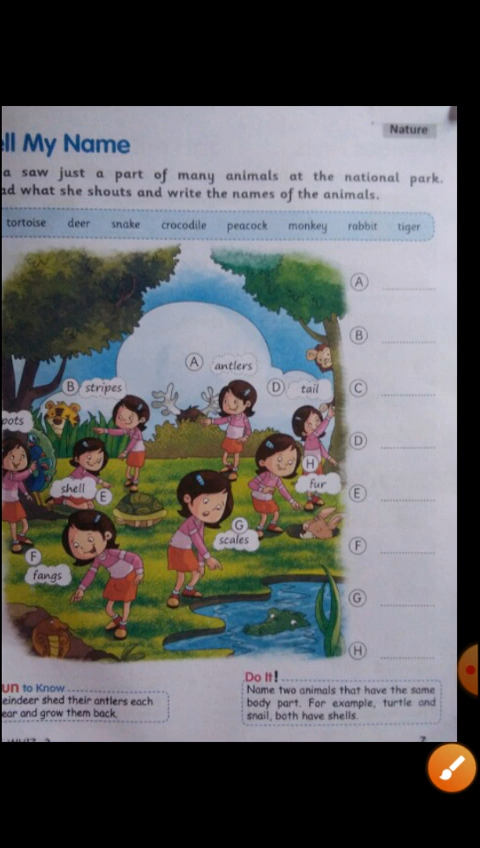 ell My Name
Nature
a saw just a part of many animals at the national park.
ad what she shouts and write the names of the animals.
tortoise deer snake crocodile peacock monkey rabbit tiger
A
B
C
D
E
F
G
H
A antlers
B stripes
D tail
pots
H
fur
shell E
G
scales
F
fangs
un to Know
eindeer shed their antlers each
ear and grow them back.
Do It!
Name two animals that have the same
body part. For example, turtle and
snail, both have shells.
7